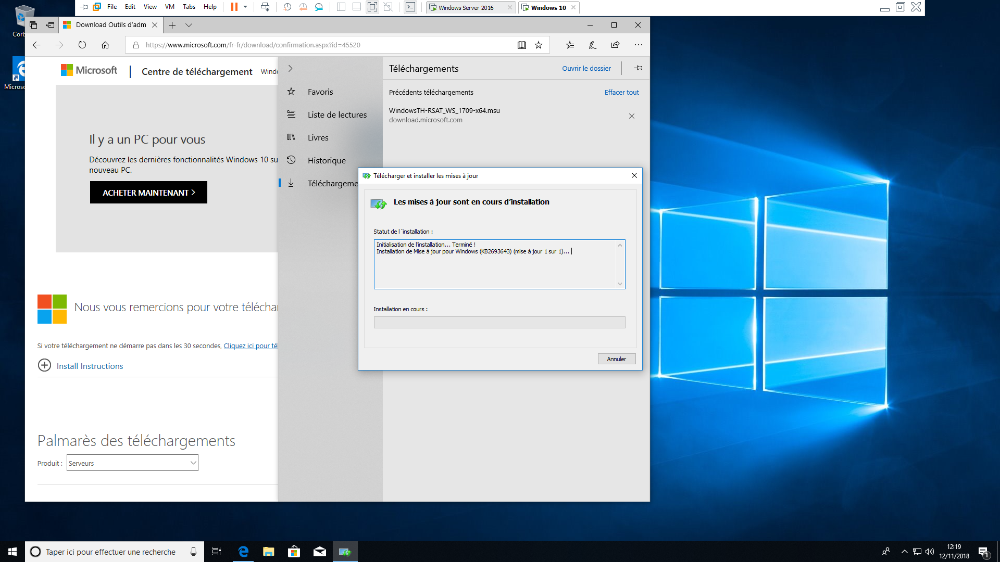 File Edit View VM Tabs Help
Windows Server 2016
Windows 10
Download Outils d'adm
https://www.microsoft.com/fr-fr/download/confirmation.aspx?id=45520
Microsoft
Centre de téléchargement
Il y a un PC pour vous
Découvrez les dernières fonctionnalités Windows 10
nouveau PC.
ACHETER MAINTENANT
Nous vous remercions pour votre
Si votre téléchargement ne démarre pas dans les 30 secondes, Cliquez ici pour
Install Instructions
Palmarès des téléchargements
Produit :
Serveurs
Favoris
Liste de lectures
Livres
Historique
Téléchargeme
Téléchargements
Ouvrir le dossier
Précédents téléchargements
Effacer tout
WindowsTH-RSAT_WS_1709-x64.msu
download.microsoft.com
Télécharger et installer les mises à jour
Les mises à jour sont en cours d'installation
Statut de l´installation :
Initialisation de l'installation... Terminé !
Installation de Mise à jour pour Windows (KB2693643) (mise à jour 1 sur 1)...
Installation en cours :
Annuler
Taper ici pour effectuer une recherche
12:19
12/11/2018
1